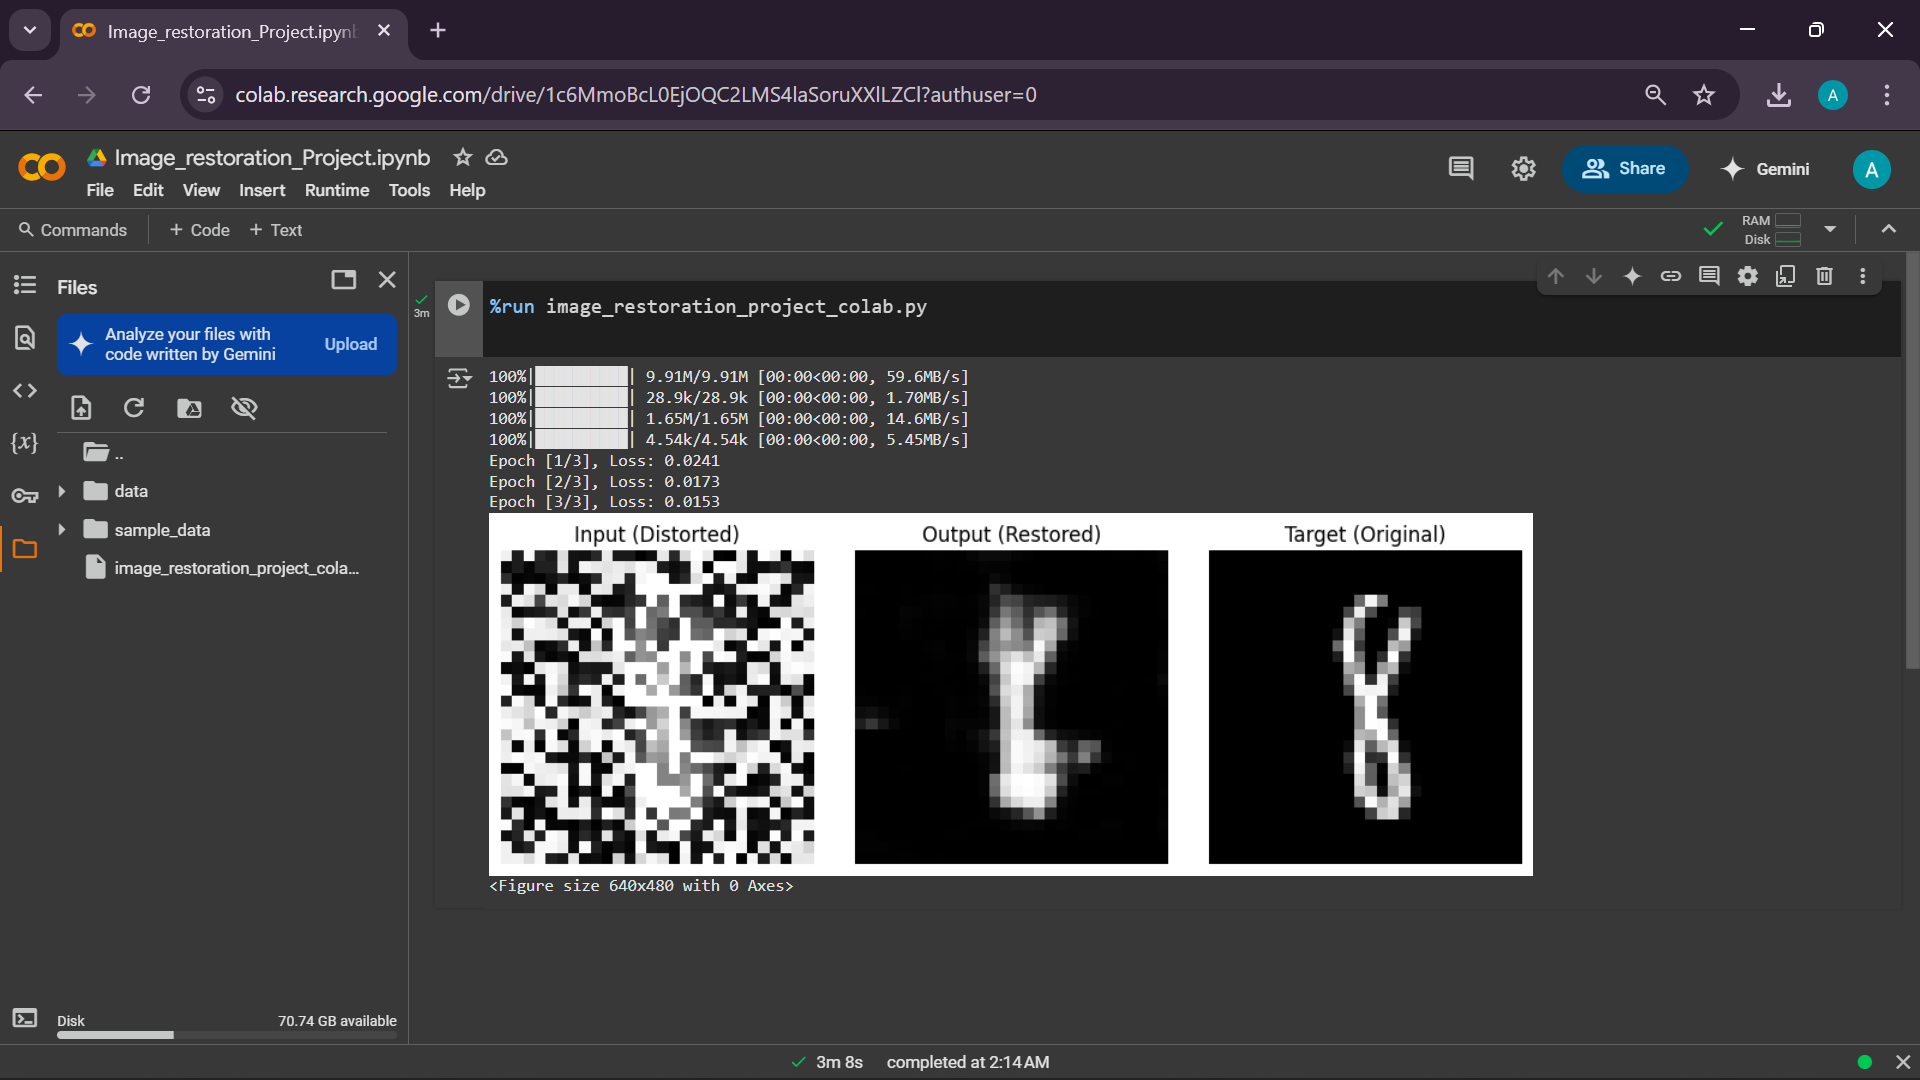 Image_restoration_Project.ipynb
colab.research.google.com/drive/1c6MmoBcL0EjOQC2LMS4laSoruXXlLZCl?authuser=0
A
Image_restoration_Project.ipynb
File Edit View Insert Runtime Tools Help
Share
Gemini
A
Commands
+ Code + Text
RAM
Disk
Files
Analyze your files with
code written by Gemini
Upload
..
data
sample_data
image_restoration_project_cola...
Disk 70.74 GB available
3m
%run image_restoration_project_colab.py
100%| | 9.91M/9.91M [00:00<00:00, 59.6MB/s]
100%| | 28.9k/28.9k [00:00<00:00, 1.70MB/s]
100%| | 1.65M/1.65M [00:00<00:00, 14.6MB/s]
100%| | 4.54k/4.54k [00:00<00:00, 5.45MB/s]
Epoch [1/3], Loss: 0.0241
Epoch [2/3], Loss: 0.0173
Epoch [3/3], Loss: 0.0153
Input (Distorted) Output (Restored) Target (Original)
<Figure size 640x480 with 0 Axes>
3m 8s completed at 2:14 AM